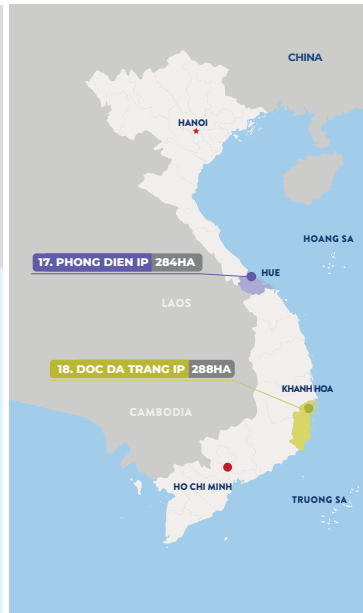 CHINA
HANOI
HOANG SA
17. PHONG DIEN IP 284HA
HUE
LAOS
18. DOC DA TRANG IP 288HA
KHANH HOA
CAMBODIA
HO CHI MINH
TRUONG SA